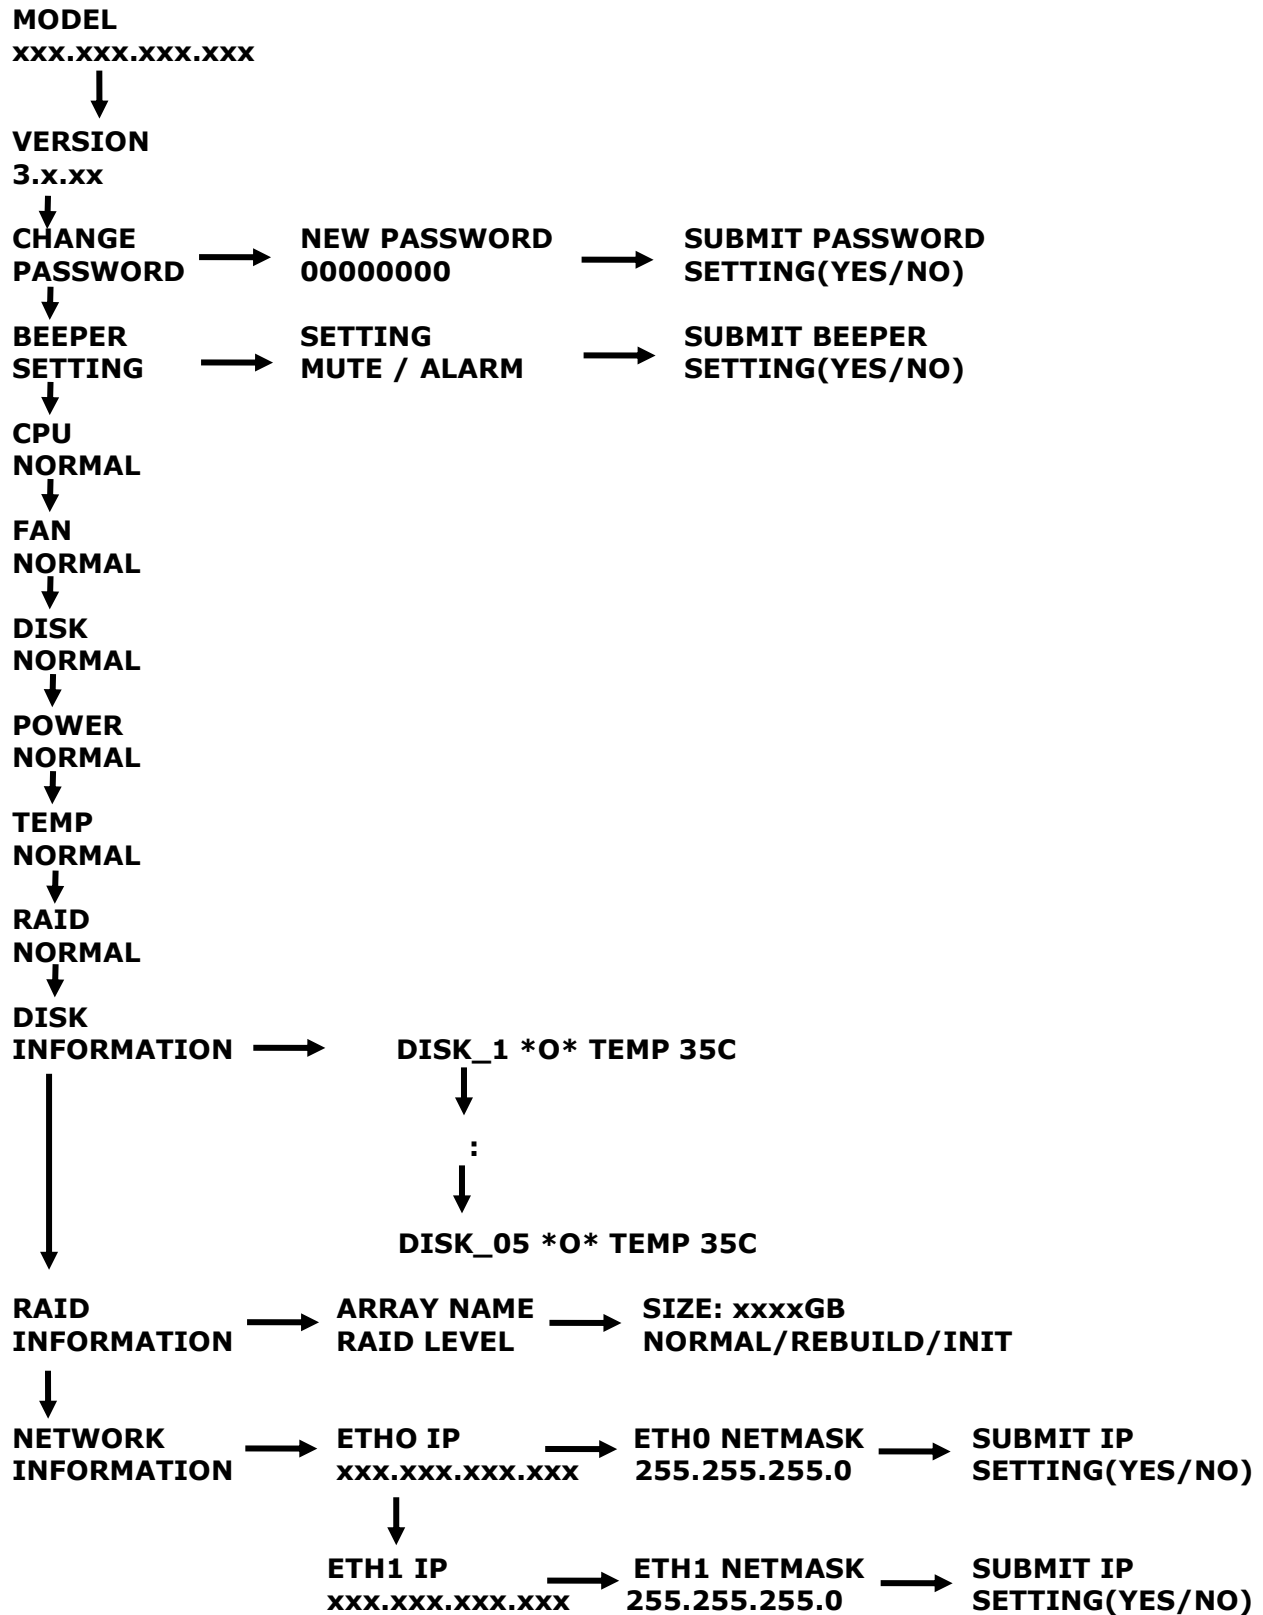 MODEL
xxx.xxx.xxx.xxx
VERSION
3.x.xx
CHANGE NEW PASSWORD SUBMIT PASSWORD
PASSWORD 00000000 SETTING(YES/NO)
BEEPER SETTING SUBMIT BEEPER
SETTING MUTE / ALARM SETTING(YES/NO)
CPU
NORMAL
FAN
NORMAL
DISK
NORMAL
POWER
NORMAL
TEMP
NORMAL
RAID
NORMAL
DISK
INFORMATION DISK_1 *O* TEMP 35C
:
DISK_05 *O* TEMP 35C
RAID ARRAY NAME SIZE: xxxxGB
INFORMATION RAID LEVEL NORMAL/REBUILD/INIT
NETWORK ETHO IP ETH0 NETMASK SUBMIT IP
INFORMATION xxx.xxx.xxx.xxx 255.255.255.0 SETTING(YES/NO)
ETH1 IP ETH1 NETMASK SUBMIT IP
xxx.xxx.xxx.xxx 255.255.255.0 SETTING(YES/NO)